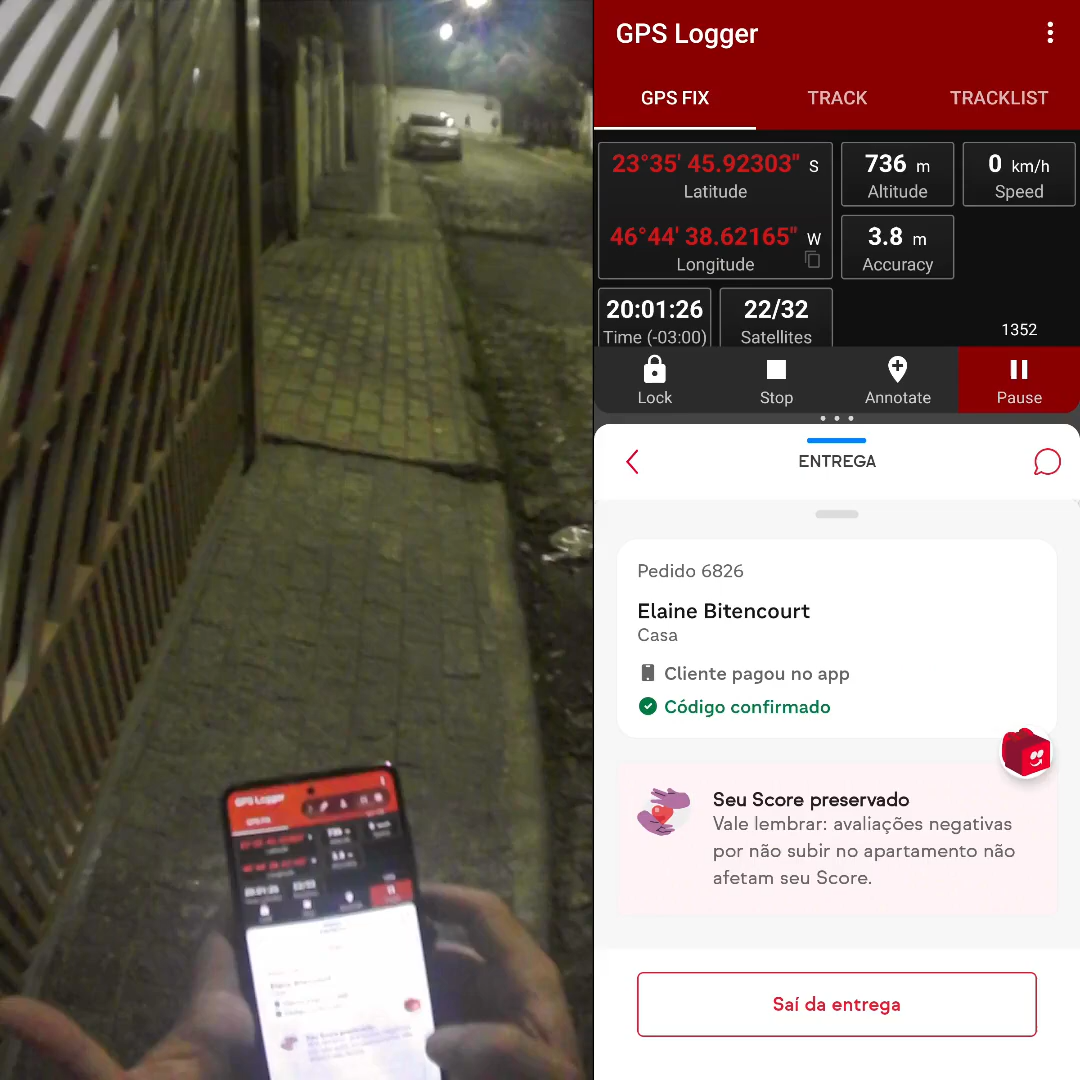 GPS Logger
GPS FIX TRACK TRACKLIST
23°35' 45.92303" S
Latitude
46°44' 38.62165" W
Longitude
736 m
Altitude
0 km/h
Speed
3.8 m
Accuracy
20:01:26
Time (-03:00)
22/32
Satellites
1352
Lock Stop Annotate Pause
ENTREGA
Pedido 6826
Elaine Bitencourt
Casa
Cliente pagou no app
Código confirmado
Seu Score preservado
Vale lembrar: avaliações negativas
por não subir no apartamento não
afetam seu Score.
Saí da entrega
GPS Logger